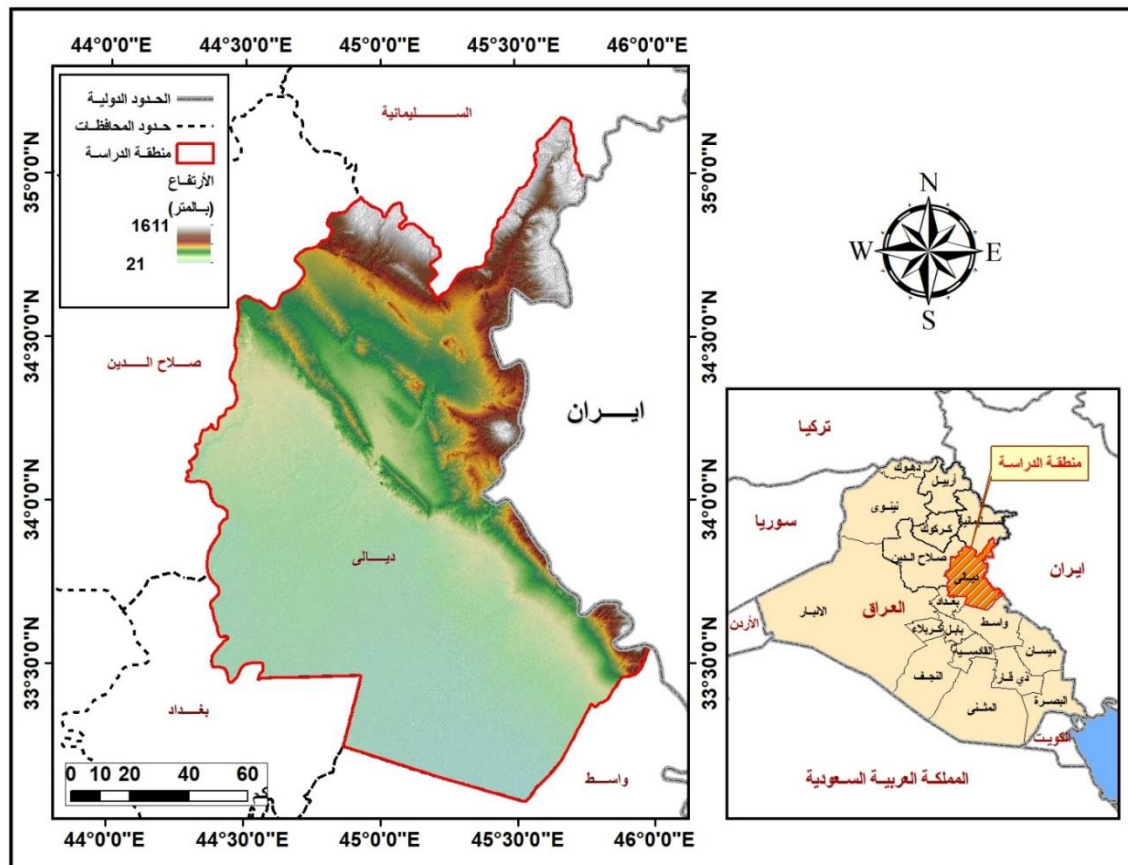 44°0'0"E 44°30'0"E 45°0'0"E 45°30'0"E 46°0'0"E
الحدود الدولية
حدود المحافظات
منطقة الدراسة
الأرتفاع
(بالمتر)
1611
21
السليمانية
صلاح الدين
ايران
ديالى
بغداد
واسط
35°0'0"N
34°30'0"N
34°0'0"N
33°30'0"N
35°0'0"N
34°30'0"N
34°0'0"N
33°30'0"N
0 10 20 40 60
كم
44°0'0"E 44°30'0"E 45°0'0"E 45°30'0"E 46°0'0"E
N
W E
S
تركيا
منطقة الدراسة
دهوك
أربيل
نينوى
كركوك
السليمانية
سوريا
صلاح الدين
ديالى
ايران
بغداد
العراق
الانبار
الأردن
واسط
بابل
كربلاء
القادسية
ميسان
النجف
ذي قار
المثنى
البصرة
الكويت
المملكة العربية السعودية